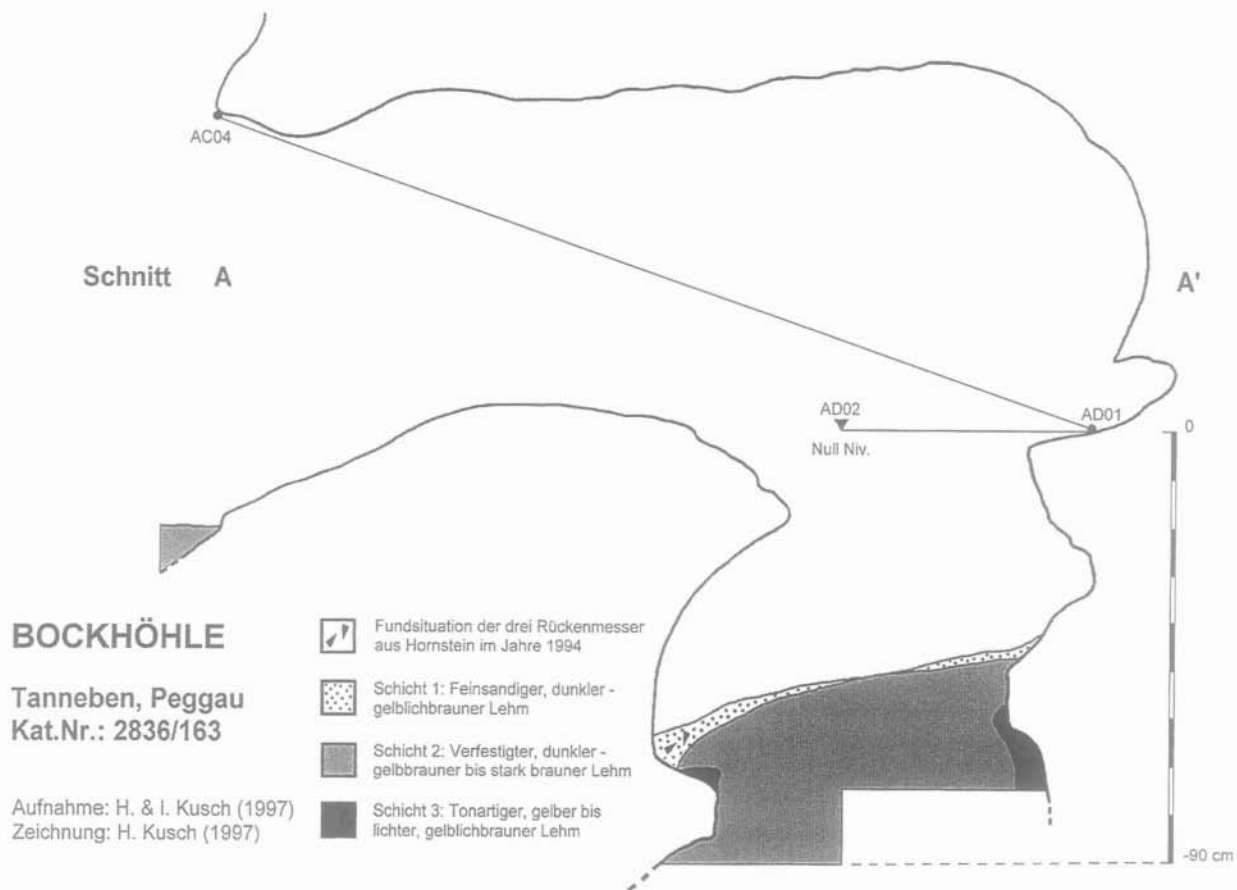 AC04
Schnitt A
A'
AD02
AD01
0
Null Niv.
BOCKHÖHLE
Tanneben, Peggau
Kat.Nr.: 2836/163
Aufnahme: H. & I. Kusch (1997)
Zeichnung: H. Kusch (1997)
Fundsituation der drei Rückenmesser
aus Hornstein im Jahre 1994
Schicht 1: Feinsandiger, dunkler -
gelblichbrauner Lehm
Schicht 2: Verfestigter, dunkler -
gelbbrauner bis stark brauner Lehm
Schicht 3: Tonartiger, gelber bis
lichter, gelblichbrauner Lehm
-90 cm